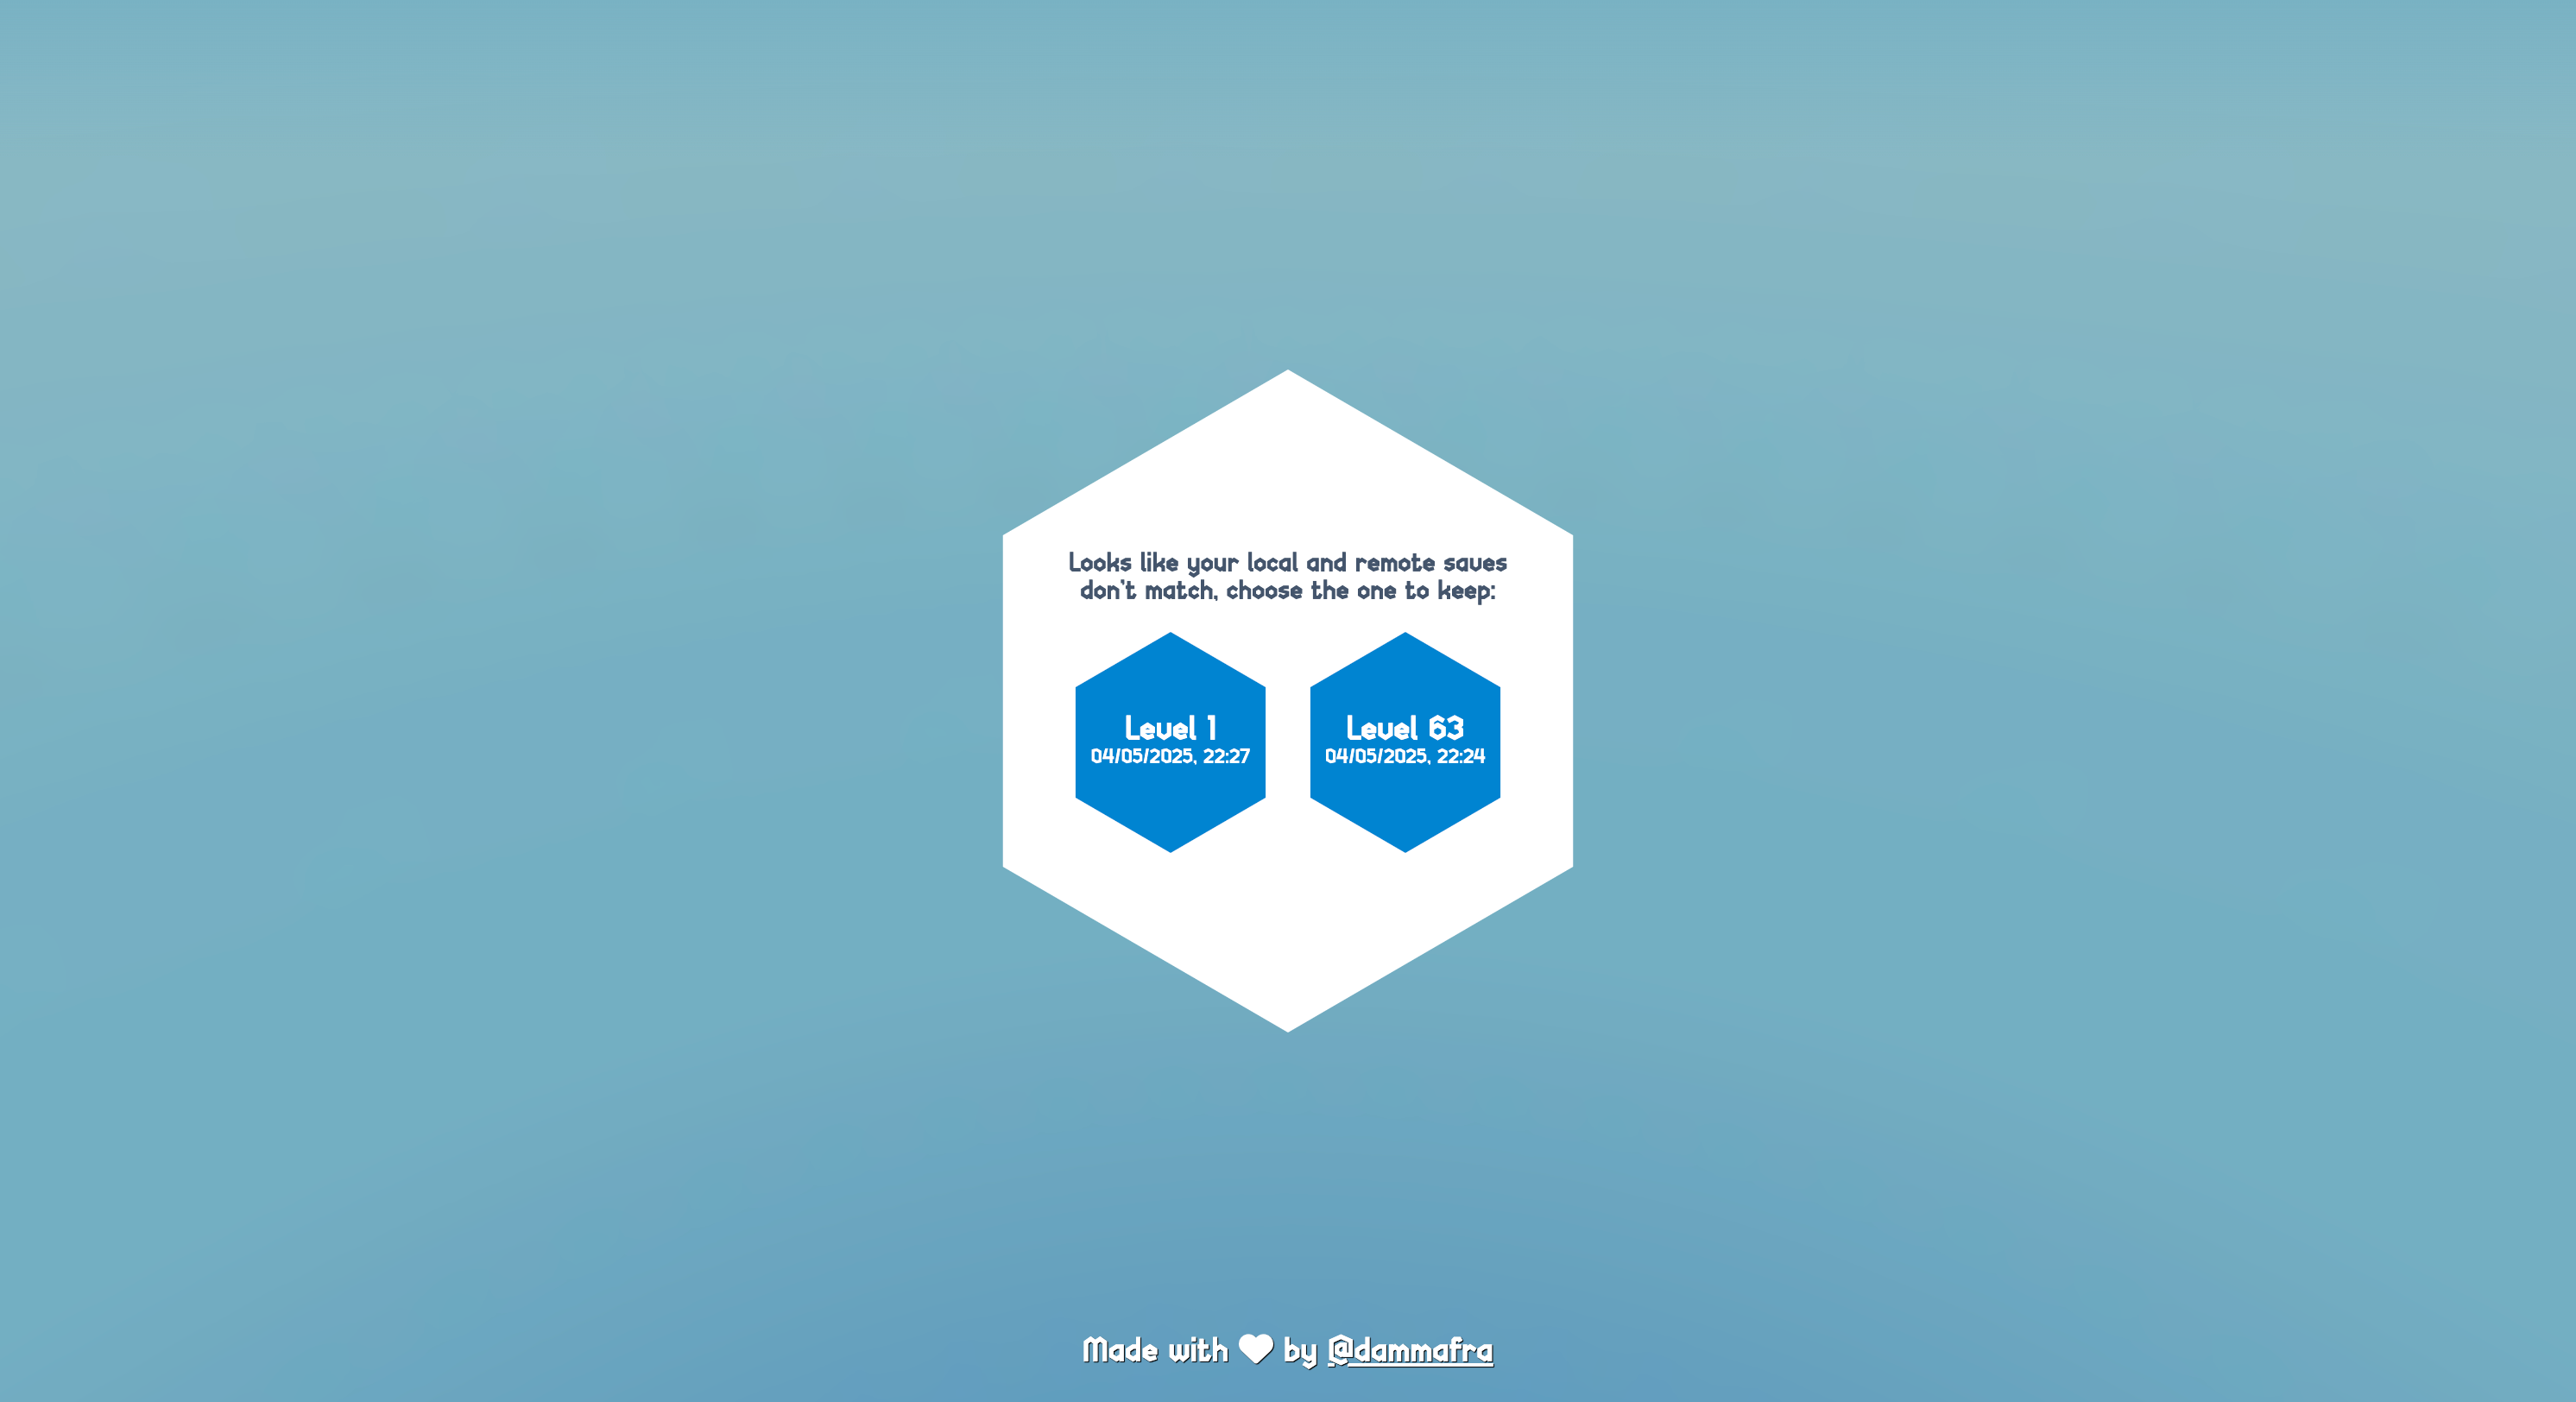 Looks like your local and remote saves
don't match, choose the one to keep:
Level 1
04/05/2025, 22:27
Level 63
04/05/2025, 22:24
Made with by @dammafra